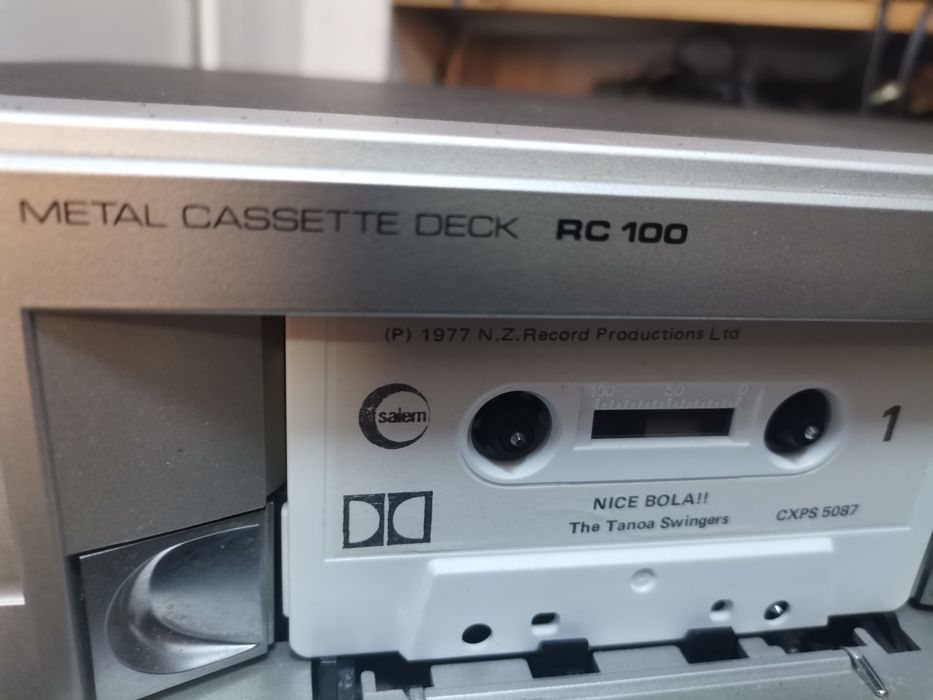 METAL CASSETTE DECK RC 100
(P) 1977 N.Z.Record Productions Ltd
100 50 0
salem
1
NICE BOLA!!
The Tanoa Swingers
CXPS 5087